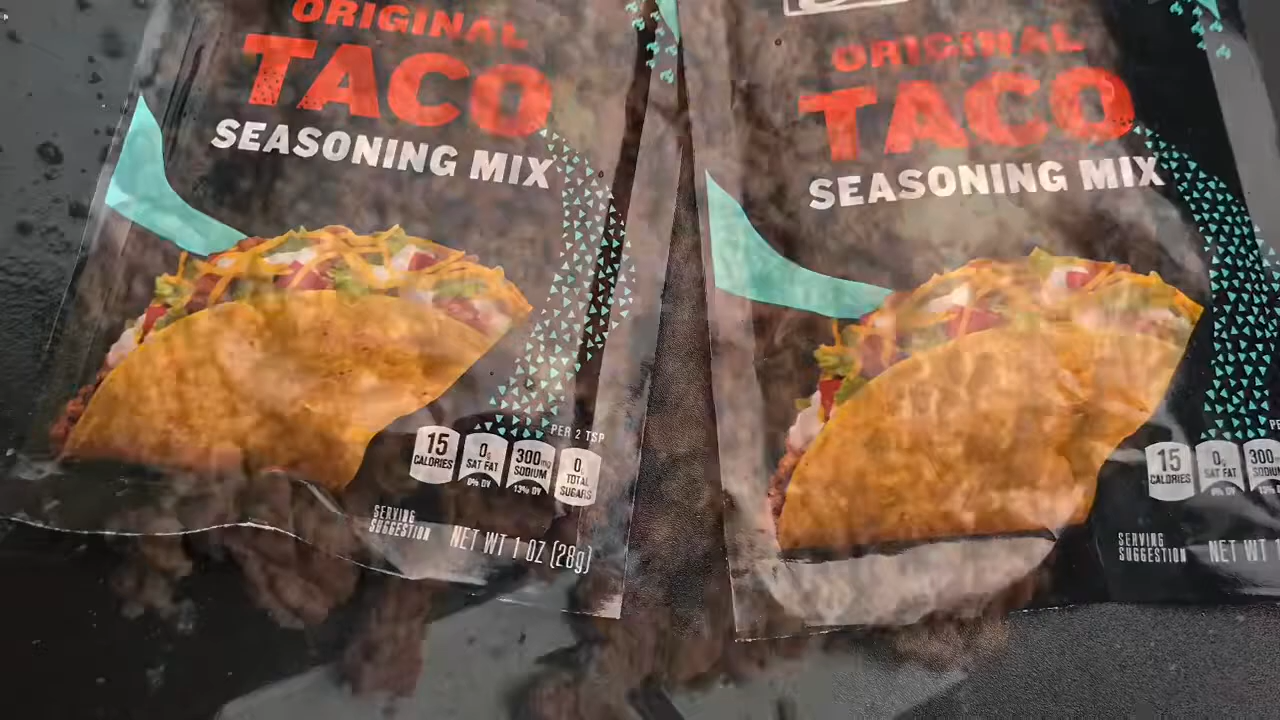 ORIGINAL
TACO
SEASONING MIX
PER 2 TSP
15
CALORIES
0g
SAT FAT
0% DV
300mg
SODIUM
13% DV
0g
TOTAL
SUGARS
SERVING
SUGGESTION
NET WT 1 OZ (28g)
ORIGINAL
TACO
SEASONING MIX
15
CALORIES
0g
SAT FAT
0% DV
300
SODIUM
13%
SERVING
SUGGESTION
NET WT 1